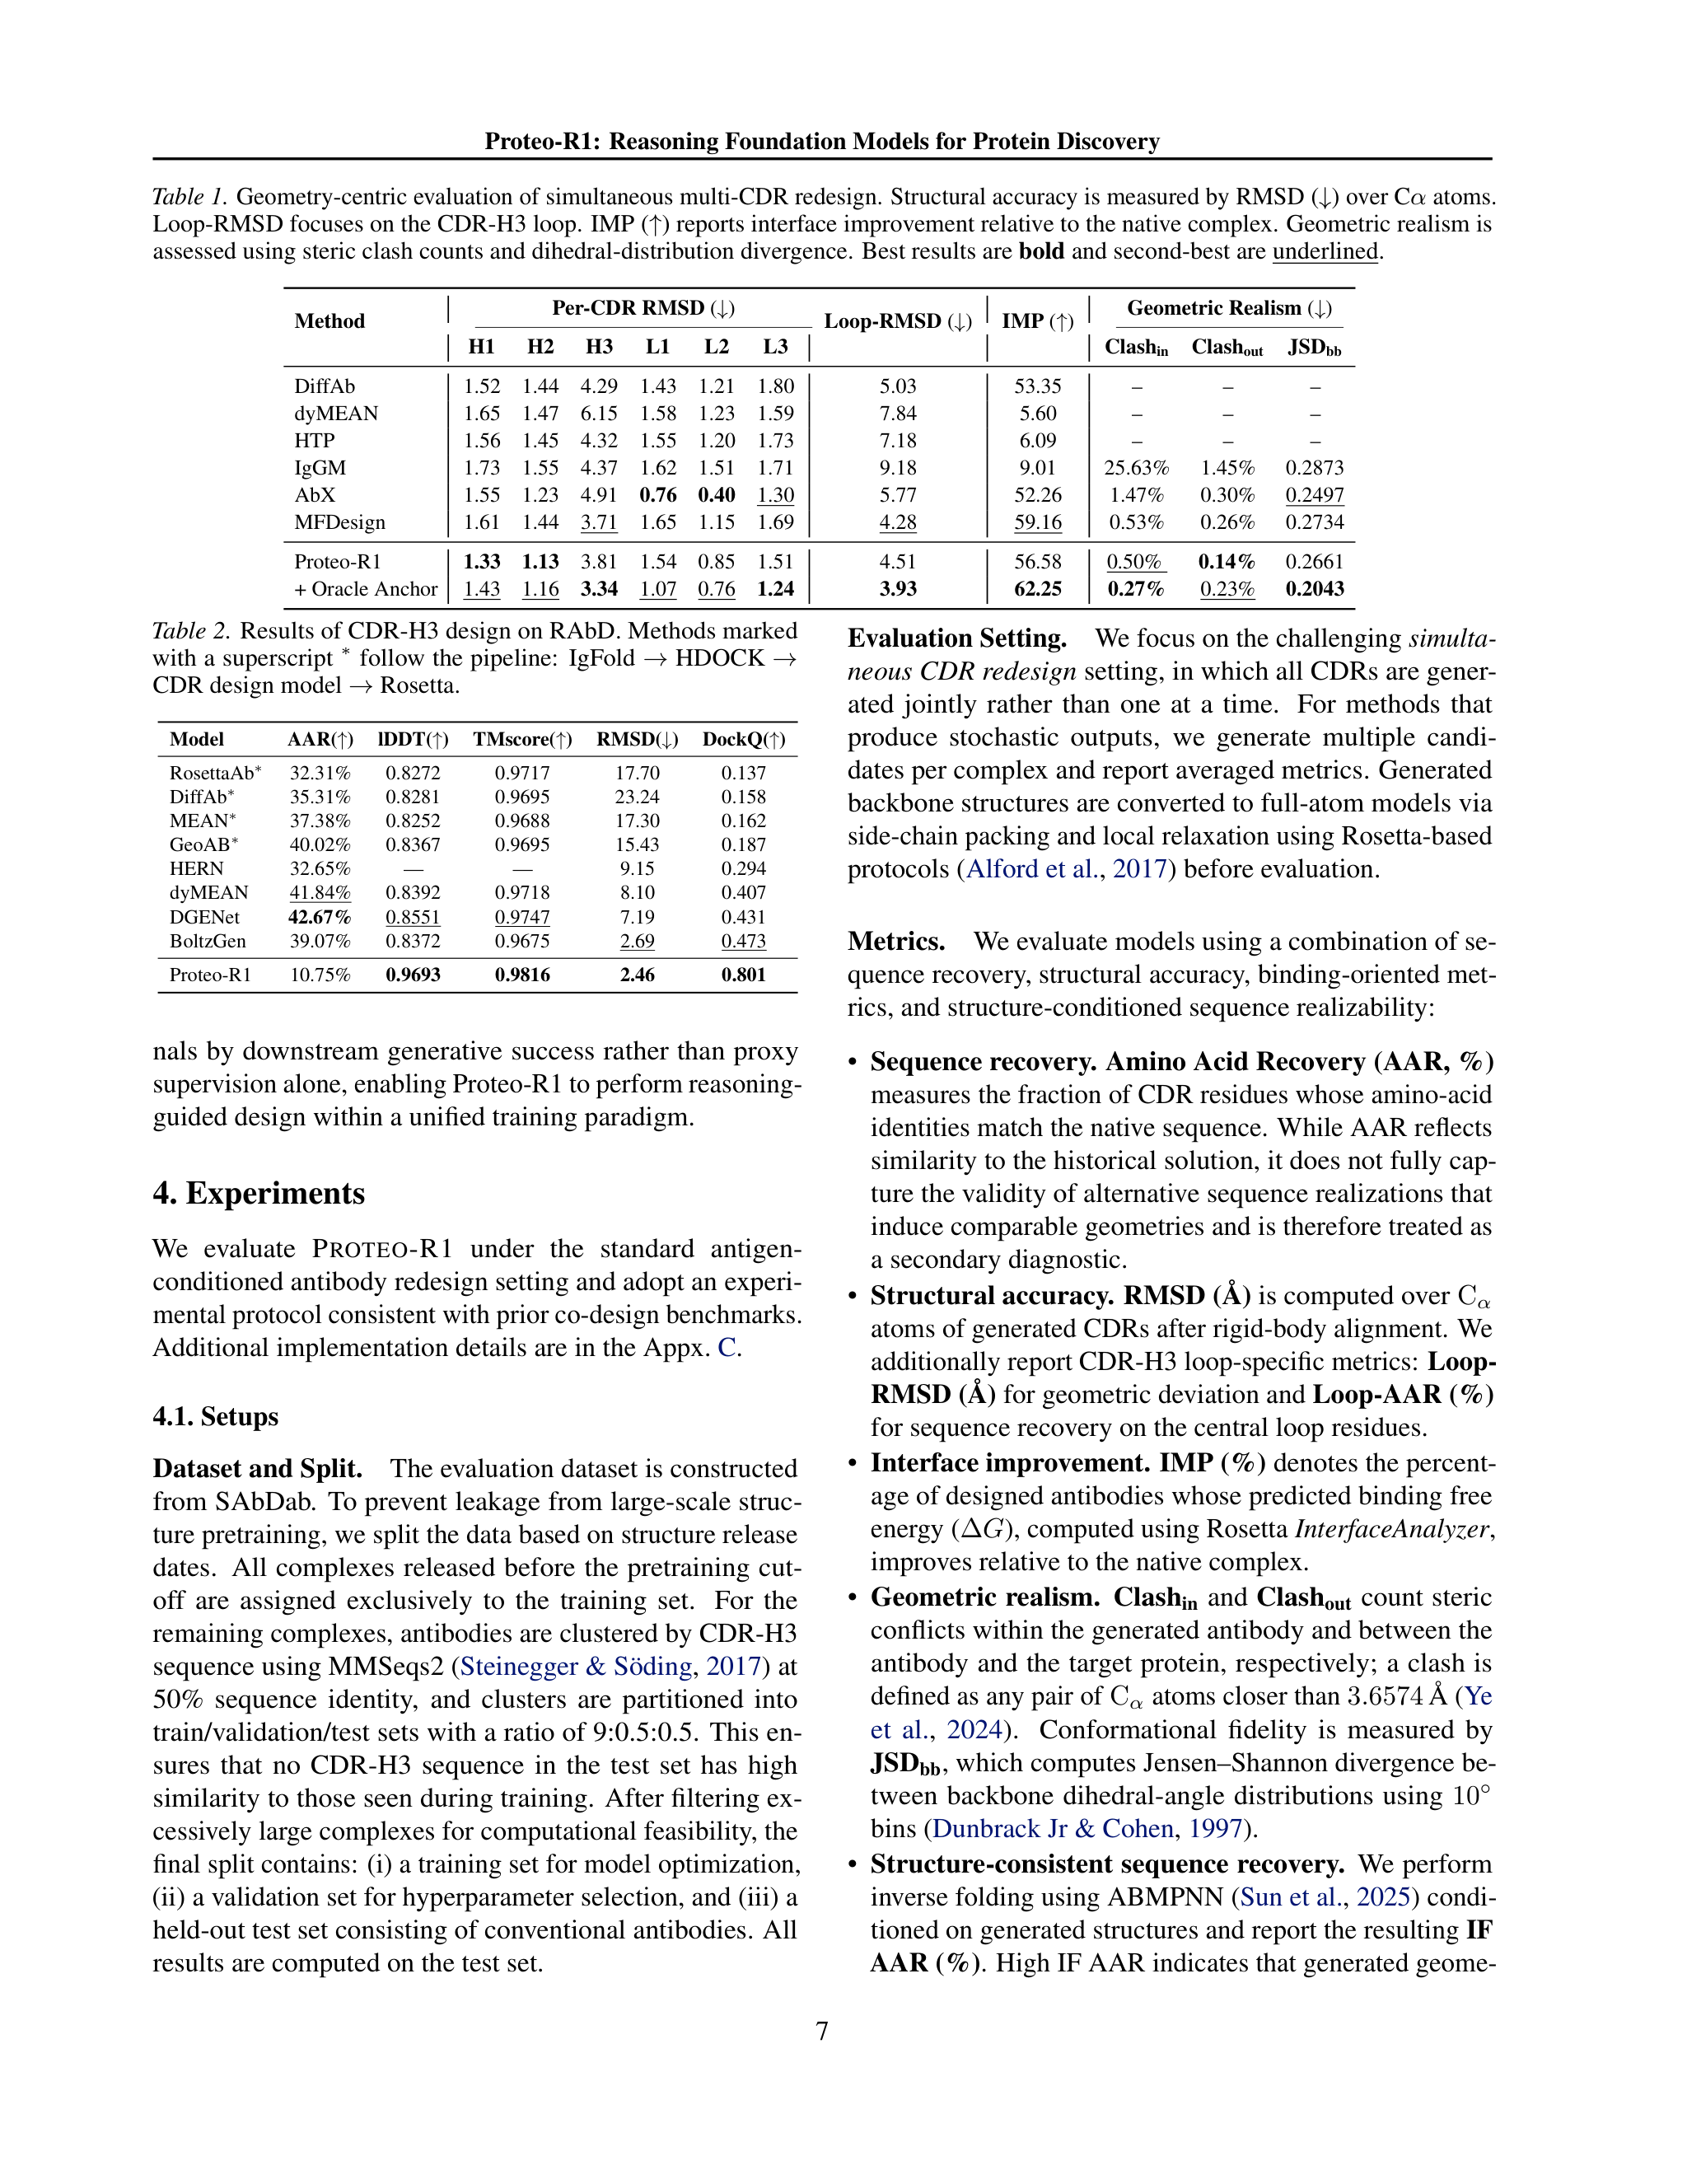 Proteo-R1: Reasoning Foundation Models for Protein Discovery
Table 1. Geometry-centric evaluation of simultaneous multi-CDR redesign. Structural accuracy is measured by RMSD (↓) over Cα atoms.
Loop-RMSD focuses on the CDR-H3 loop. IMP (↑) reports interface improvement relative to the native complex. Geometric realism is
assessed using steric clash counts and dihedral-distribution divergence. Best results are bold and second-best are underlined.
Method Per-CDR RMSD (↓) Loop-RMSD (↓) IMP (↑) Geometric Realism (↓)
H1 H2 H3 L1 L2 L3 Clash_in Clash_out JSD_bb
DiffAb 1.52 1.44 4.29 1.43 1.21 1.80 5.03 53.35 – – –
dyMEAN 1.65 1.47 6.15 1.58 1.23 1.59 7.84 5.60 – – –
HTP 1.56 1.45 4.32 1.55 1.20 1.73 7.18 6.09 – – –
IgGM 1.73 1.55 4.37 1.62 1.51 1.71 9.18 9.01 25.63% 1.45% 0.2873
AbX 1.55 1.23 4.91 0.76 0.40 1.30 5.77 52.26 1.47% 0.30% 0.2497
MFDesign 1.61 1.44 3.71 1.65 1.15 1.69 4.28 59.16 0.53% 0.26% 0.2734
Proteo-R1 1.33 1.13 3.81 1.54 0.85 1.51 4.51 56.58 0.50% 0.14% 0.2661
+ Oracle Anchor 1.43 1.16 3.34 1.07 0.76 1.24 3.93 62.25 0.27% 0.23% 0.2043
Table 2. Results of CDR-H3 design on RAbD. Methods marked
with a superscript * follow the pipeline: IgFold → HDOCK →
CDR design model → Rosetta.
Model AAR(↑) lDDT(↑) TMscore(↑) RMSD(↓) DockQ(↑)
RosettaAb* 32.31% 0.8272 0.9717 17.70 0.137
DiffAb* 35.31% 0.8281 0.9695 23.24 0.158
MEAN* 37.38% 0.8252 0.9688 17.30 0.162
GeoAB* 40.02% 0.8367 0.9695 15.43 0.187
HERN 32.65% — — 9.15 0.294
dyMEAN 41.84% 0.8392 0.9718 8.10 0.407
DGENet 42.67% 0.8551 0.9747 7.19 0.431
BoltzGen 39.07% 0.8372 0.9675 2.69 0.473
Proteo-R1 10.75% 0.9693 0.9816 2.46 0.801
nals by downstream generative success rather than proxy
supervision alone, enabling Proteo-R1 to perform reasoning-
guided design within a unified training paradigm.
4. Experiments
We evaluate PROTEO-R1 under the standard antigen-
conditioned antibody redesign setting and adopt an experi-
mental protocol consistent with prior co-design benchmarks.
Additional implementation details are in the Appx. C.
4.1. Setups
Dataset and Split. The evaluation dataset is constructed
from SAbDab. To prevent leakage from large-scale struc-
ture pretraining, we split the data based on structure release
dates. All complexes released before the pretraining cut-
off are assigned exclusively to the training set. For the
remaining complexes, antibodies are clustered by CDR-H3
sequence using MMSeqs2 (Steinegger & Söding, 2017) at
50% sequence identity, and clusters are partitioned into
train/validation/test sets with a ratio of 9:0.5:0.5. This en-
sures that no CDR-H3 sequence in the test set has high
similarity to those seen during training. After filtering ex-
cessively large complexes for computational feasibility, the
final split contains: (i) a training set for model optimization,
(ii) a validation set for hyperparameter selection, and (iii) a
held-out test set consisting of conventional antibodies. All
results are computed on the test set.
Evaluation Setting. We focus on the challenging simulta-
neous CDR redesign setting, in which all CDRs are gener-
ated jointly rather than one at a time. For methods that
produce stochastic outputs, we generate multiple candi-
dates per complex and report averaged metrics. Generated
backbone structures are converted to full-atom models via
side-chain packing and local relaxation using Rosetta-based
protocols (Alford et al., 2017) before evaluation.
Metrics. We evaluate models using a combination of se-
quence recovery, structural accuracy, binding-oriented met-
rics, and structure-conditioned sequence realizability:
• Sequence recovery. Amino Acid Recovery (AAR, %)
measures the fraction of CDR residues whose amino-acid
identities match the native sequence. While AAR reflects
similarity to the historical solution, it does not fully cap-
ture the validity of alternative sequence realizations that
induce comparable geometries and is therefore treated as
a secondary diagnostic.
• Structural accuracy. RMSD (Å) is computed over Cα
atoms of generated CDRs after rigid-body alignment. We
additionally report CDR-H3 loop-specific metrics: Loop-
RMSD (Å) for geometric deviation and Loop-AAR (%)
for sequence recovery on the central loop residues.
• Interface improvement. IMP (%) denotes the percent-
age of designed antibodies whose predicted binding free
energy (ΔG), computed using Rosetta InterfaceAnalyzer,
improves relative to the native complex.
• Geometric realism. Clash_in and Clash_out count steric
conflicts within the generated antibody and between the
antibody and the target protein, respectively; a clash is
defined as any pair of Cα atoms closer than 3.6574 Å (Ye
et al., 2024). Conformational fidelity is measured by
JSD_bb, which computes Jensen–Shannon divergence be-
tween backbone dihedral-angle distributions using 10°
bins (Dunbrack Jr & Cohen, 1997).
• Structure-consistent sequence recovery. We perform
inverse folding using ABMPNN (Sun et al., 2025) condi-
tioned on generated structures and report the resulting IF
AAR (%). High IF AAR indicates that generated geome-
7